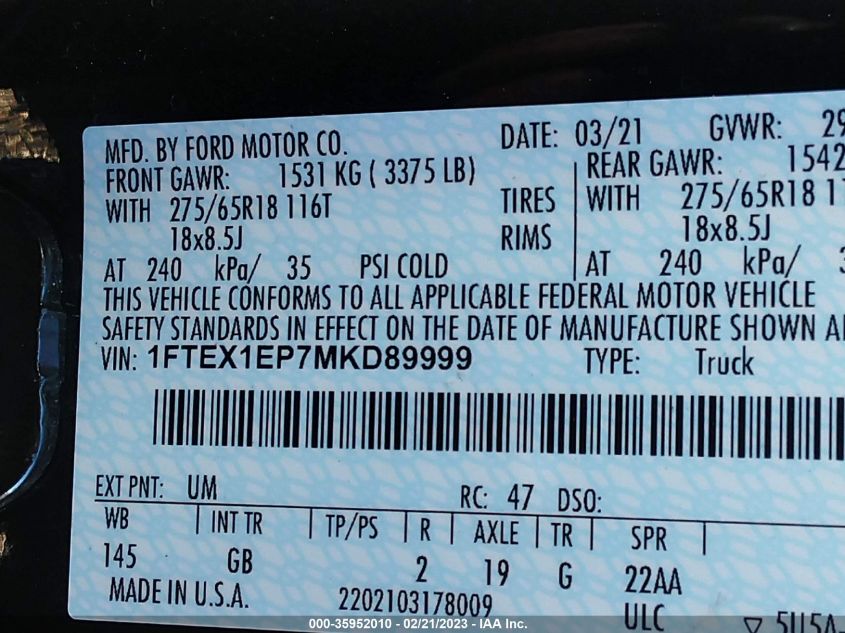 MFD. BY FORD MOTOR CO. DATE: 03/21 GVWR: 29
FRONT GAWR: 1531 KG ( 3375 LB) REAR GAWR: 1542
WITH 275/65R18 116T TIRES WITH 275/65R18 11
18x8.5J RIMS 18x8.5J
AT 240 kPa/ 35 PSI COLD AT 240 kPa/ 3
THIS VEHICLE CONFORMS TO ALL APPLICABLE FEDERAL MOTOR VEHICLE
SAFETY STANDARDS IN EFFECT ON THE DATE OF MANUFACTURE SHOWN
VIN: 1FTEX1EP7MKD89999 TYPE: Truck
EXT PNT: UM RC: 47 DSO:
WB INT TR TP/PS R AXLE TR SPR
145 GB 2 19 G 22AA
MADE IN U.S.A. 2202103178009 ULC
000-35952010 - 02/21/2023 - IAA Inc.